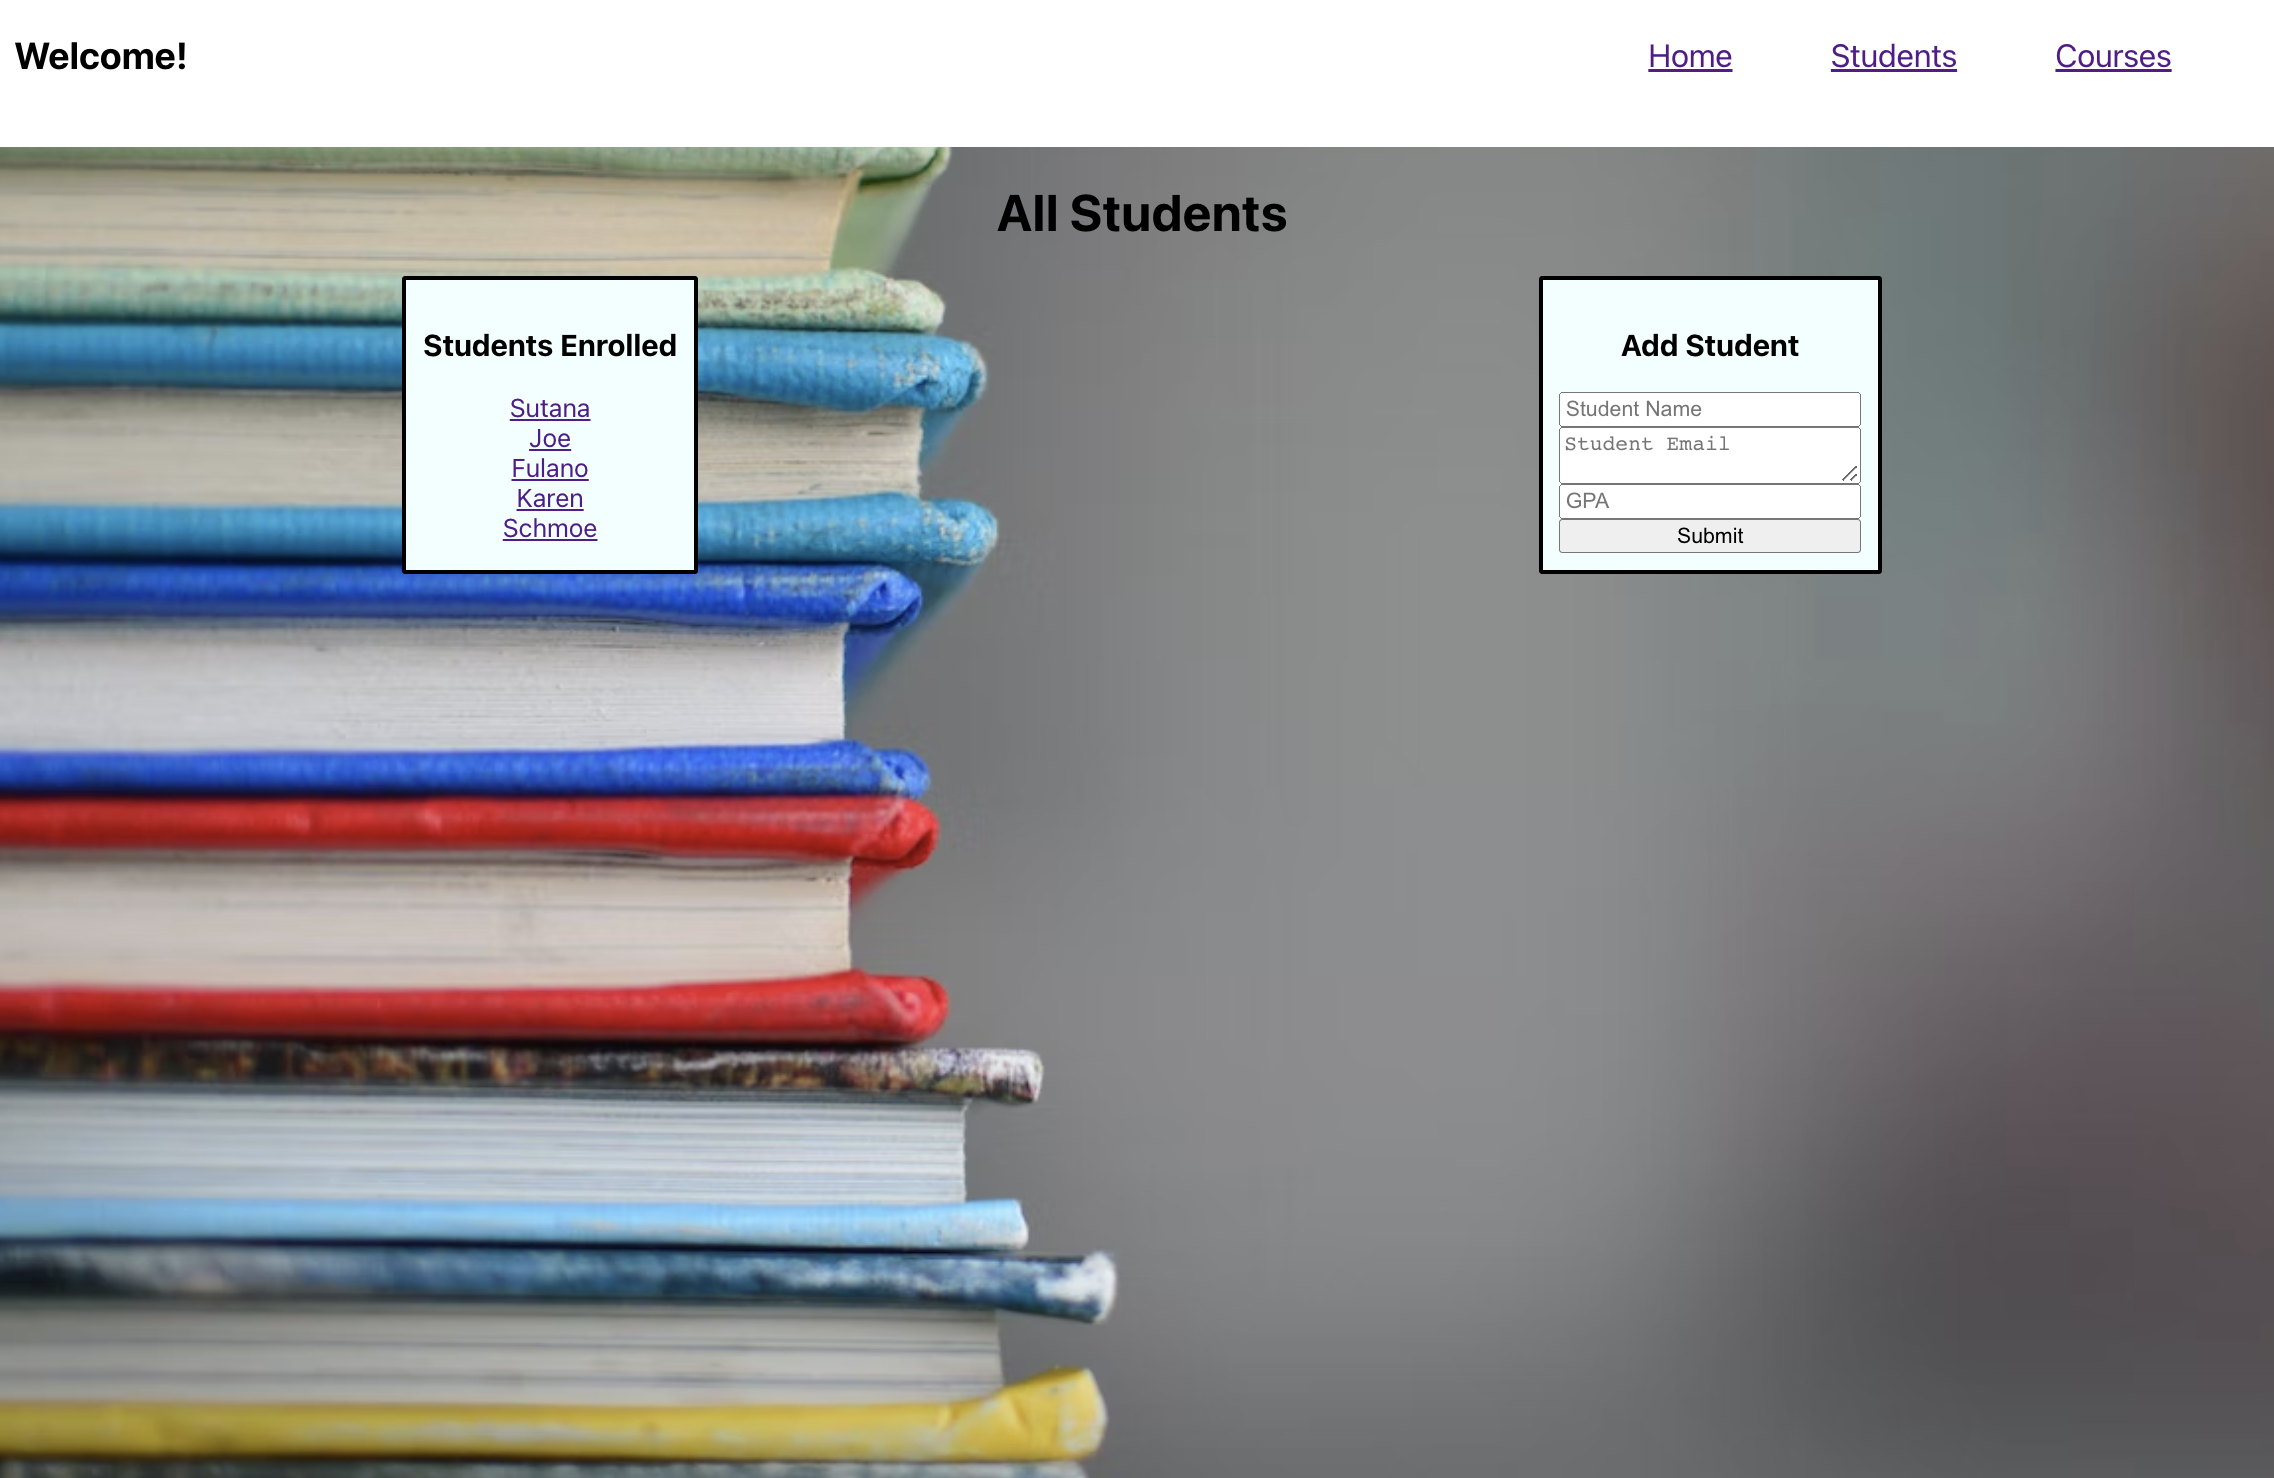 Welcome!
Home Students Courses
All Students
Students Enrolled
Sutana
Joe
Fulano
Karen
Schmoe
Add Student
Student Name
Student Email
GPA
Submit